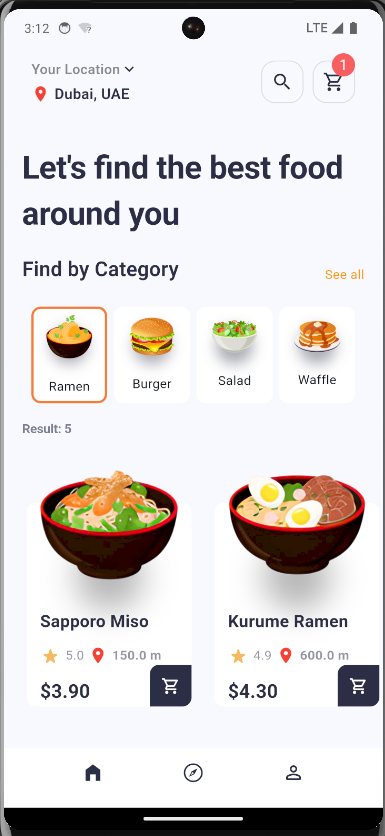 3:12 LTE
Your Location
1
Dubai, UAE
Let's find the best food
around you
Find by Category
See all
Ramen Burger Salad Waffle
Result: 5
Sapporo Miso Kurume Ramen
5.0 150.0 m 4.9 600.0 m
$3.90 $4.30